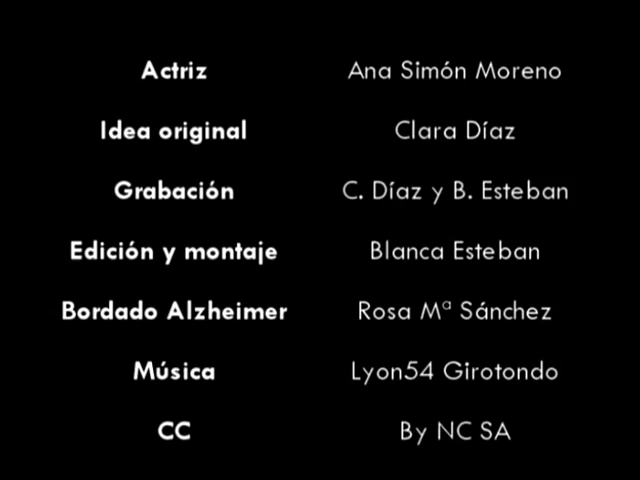 Actriz Ana Simón Moreno
Idea original Clara Díaz
Grabación C. Díaz y B. Esteban
Edición y montaje Blanca Esteban
Bordado Alzheimer Rosa Mª Sánchez
Música Lyon54 Girotondo
CC By NC SA